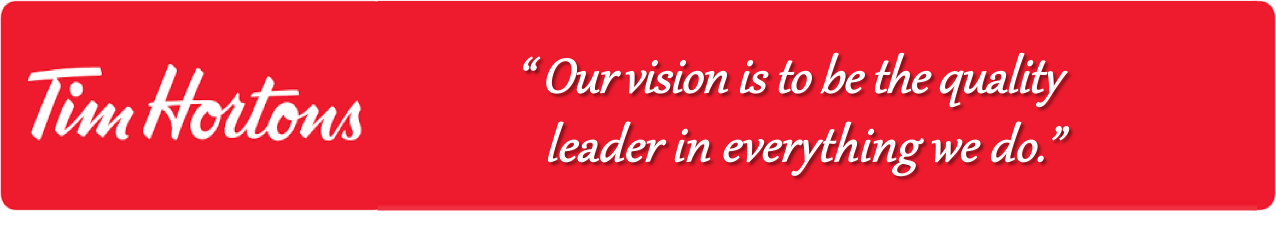 Tim Hortons
“ Our vision is to be the quality
leader in everything we do.”